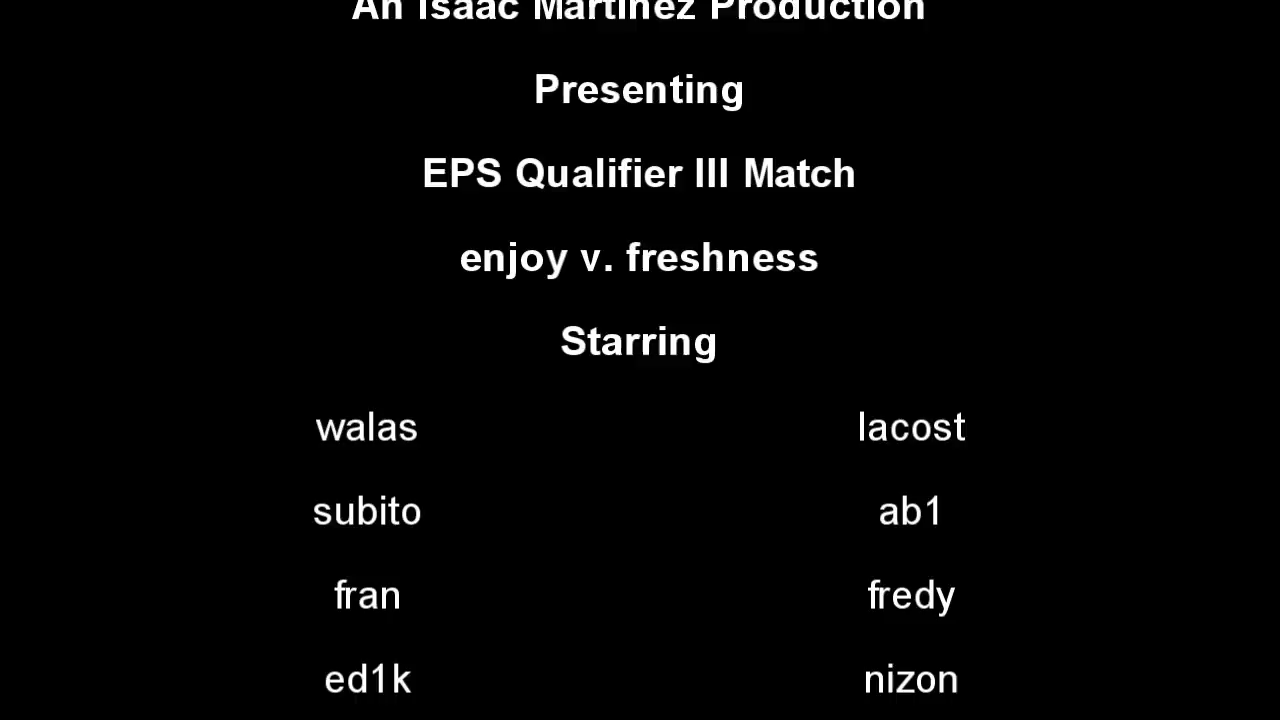 An Isaac Martinez Production
Presenting
EPS Qualifier III Match
enjoy v. freshness
Starring
walas lacost
subito ab1
fran fredy
ed1k nizon